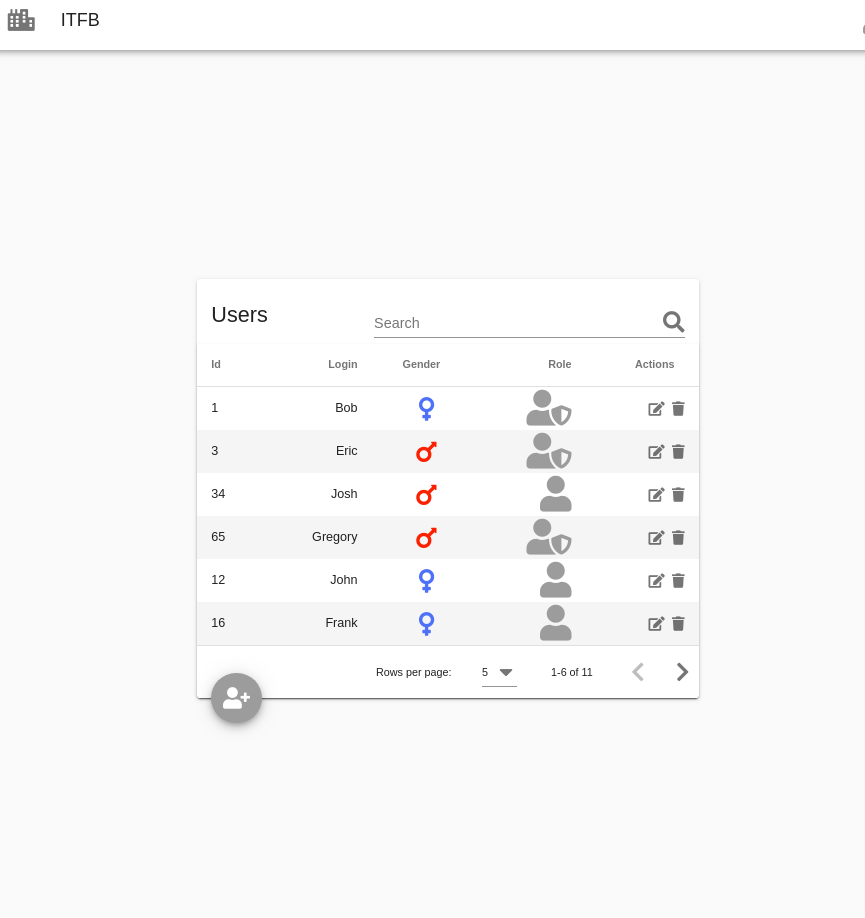 ITFB
Users
Search
Id Login Gender Role Actions
1 Bob
3 Eric
34 Josh
65 Gregory
12 John
16 Frank
Rows per page: 5 1-6 of 11